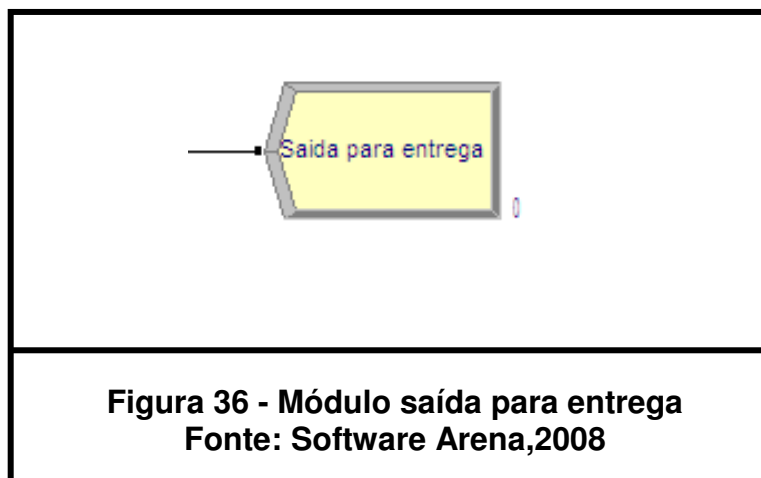 Saida para entrega
0
Figura 36 - Módulo saída para entrega
Fonte: Software Arena,2008